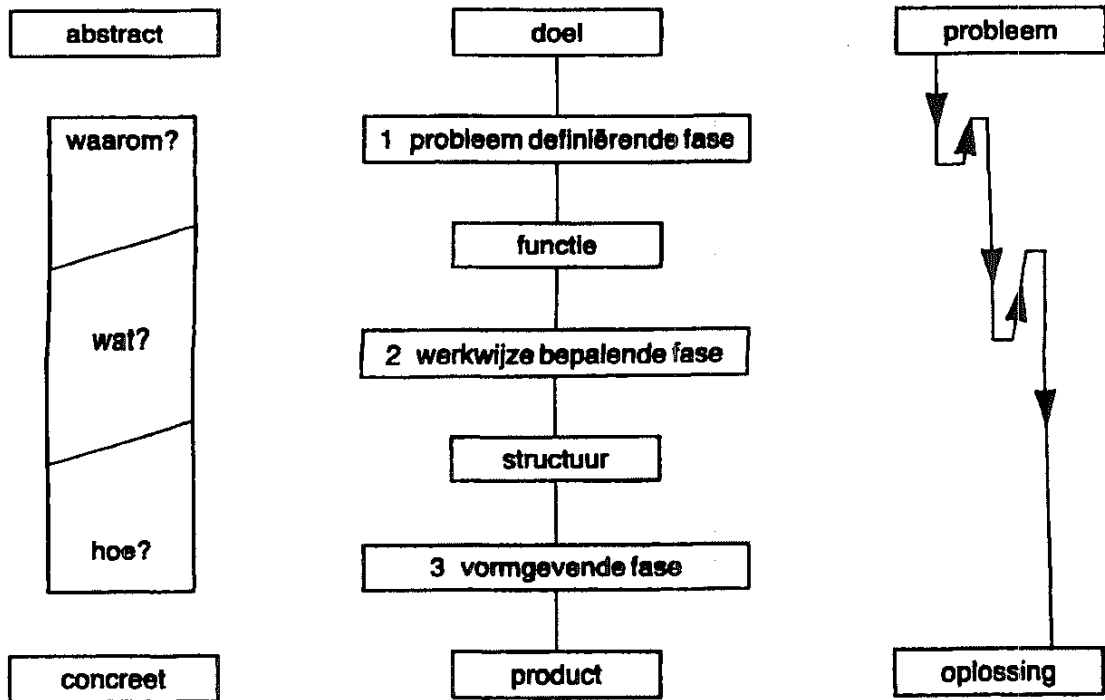 abstract
doel
probleem
waarom?
1 probleem definiërende fase
functie
wat?
2 werkwijze bepalende fase
structuur
hoe?
3 vormgevende fase
concreet
product
oplossing